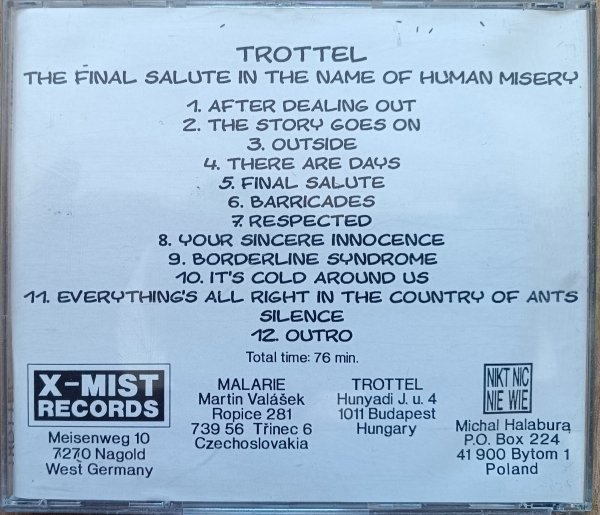 TROTTEL
THE FINAL SALUTE IN THE NAME OF HUMAN MISERY
1. AFTER DEALING OUT
2. THE STORY GOES ON
3. OUTSIDE
4. THERE ARE DAYS
5. FINAL SALUTE
6. BARRICADES
7. RESPECTED
8. YOUR SINCERE INNOCENCE
9. BORDERLINE SYNDROME
10. IT'S COLD AROUND US
11. EVERYTHING'S ALL RIGHT IN THE COUNTRY OF ANTS
SILENCE
12. OUTRO
Total time: 76 min.
X-MIST
RECORDS
Meisenweg 10
7270 Nagold
West Germany
MALARIE
Martin Valášek
Ropice 281
739 56 Třinec 6
Czechoslovakia
TROTTEL
Hunyadi J. u. 4
1011 Budapest
Hungary
NIKT NIC
NIE WIE
Michal Halabura
P.O. Box 224
41 900 Bytom 1
Poland